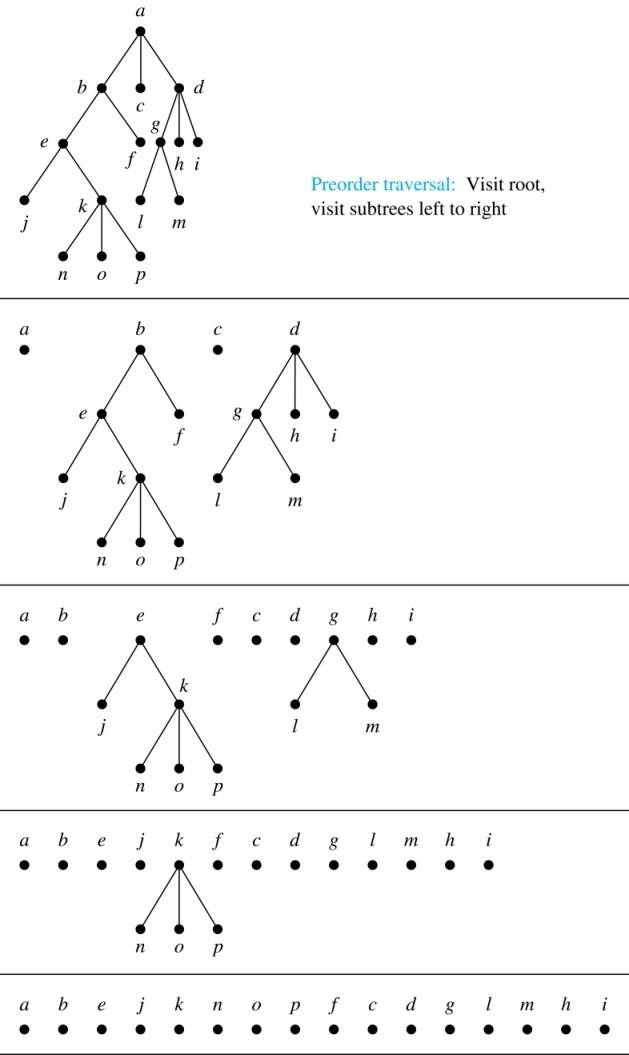 a
b c d
e f g h i
j k l m
n o p
Preorder traversal: Visit root,
visit subtrees left to right
a b c d
e f g h i
j k l m
n o p
a b e f c d g h i
k
j l m
n o p
a b e j k f c d g l m h i
n o p
a b e j k n o p f c d g l m h i